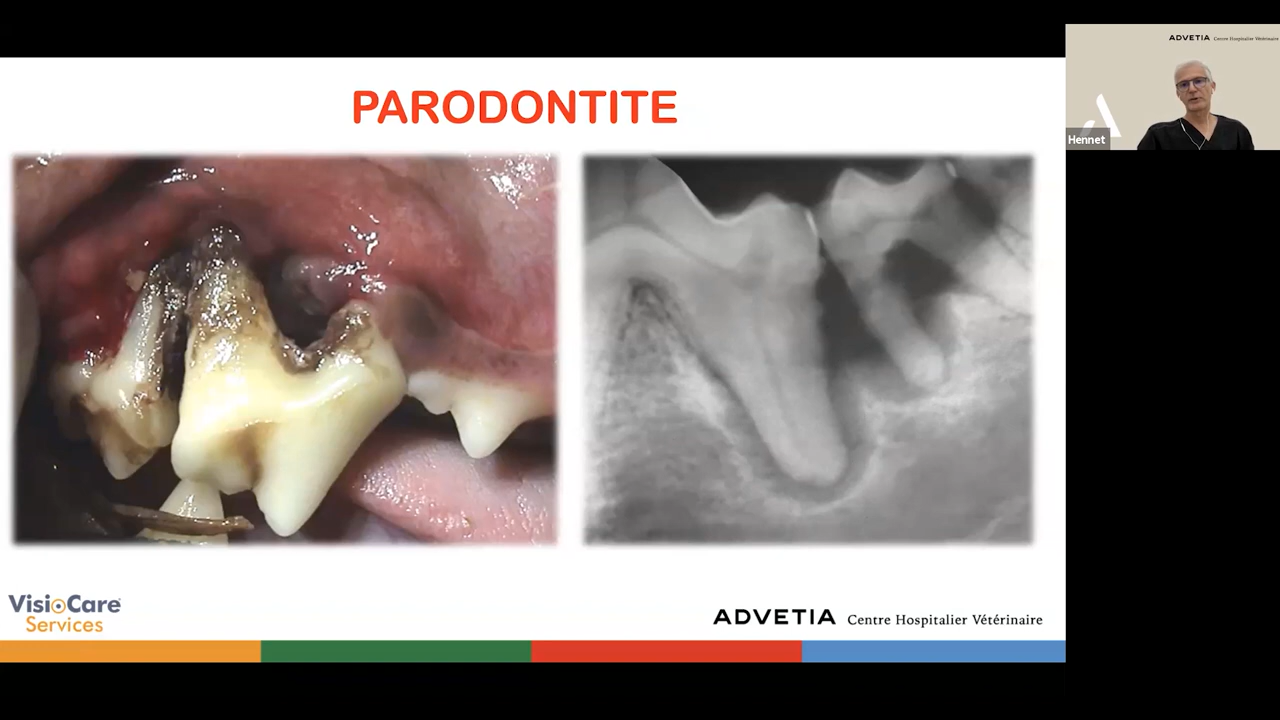 PARODONTITE
VisioCare
Services
ADVETIA Centre Hospitalier Vétérinaire
ADVETIA Centre Hospitalier Vétérinaire
Hennet